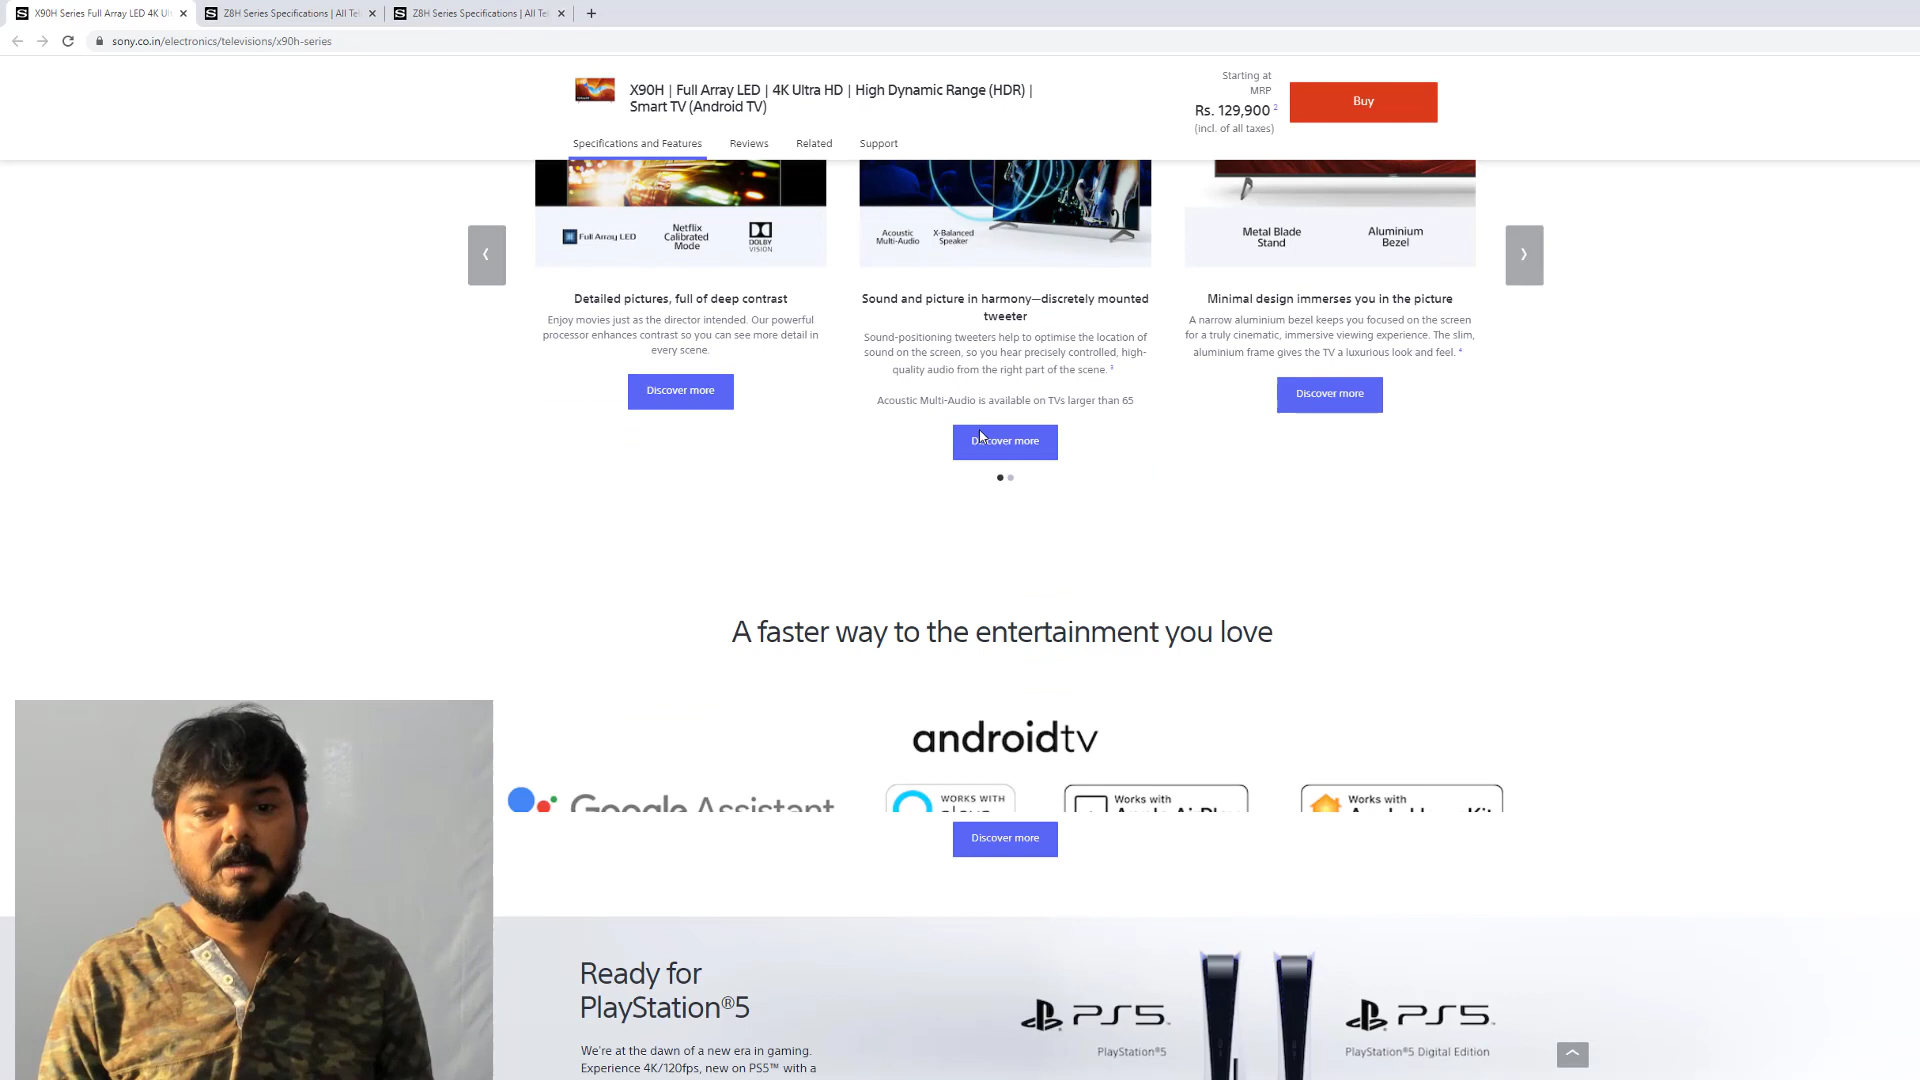 X90H Series Full Array LED 4K Ul
Z8H Series Specifications | All Te
Z8H Series Specifications | All Te
sony.co.in/electronics/televisions/x90h-series
X90H | Full Array LED | 4K Ultra HD | High Dynamic Range (HDR) |
Smart TV (Android TV)
Starting at
MRP
Rs. 129,900 2
(incl. of all taxes)
Buy
Specifications and Features
Reviews
Related
Support
Full Array LED
Netflix
Calibrated
Mode
DOLBY
VISION
Acoustic
Multi-Audio
X-Balanced
Speaker
Metal Blade
Stand
Aluminium
Bezel
Detailed pictures, full of deep contrast
Enjoy movies just as the director intended. Our powerful
processor enhances contrast so you can see more detail in
every scene.
Discover more
Sound and picture in harmony—discretely mounted
tweeter
Sound-positioning tweeters help to optimise the location of
sound on the screen, so you hear precisely controlled, high-
quality audio from the right part of the scene. 3
Acoustic Multi-Audio is available on TVs larger than 65
Discover more
Minimal design immerses you in the picture
A narrow aluminium bezel keeps you focused on the screen
for a truly cinematic, immersive viewing experience. The slim,
aluminium frame gives the TV a luxurious look and feel. 4
Discover more
A faster way to the entertainment you love
androidtv
Google Assistant
WORKS WITH
Works with
Works with
Discover more
Ready for
PlayStation®5
We're at the dawn of a new era in gaming.
Experience 4K/120fps, new on PS5™ with a
PS5
PlayStation®5
PS5
PlayStation®5 Digital Edition